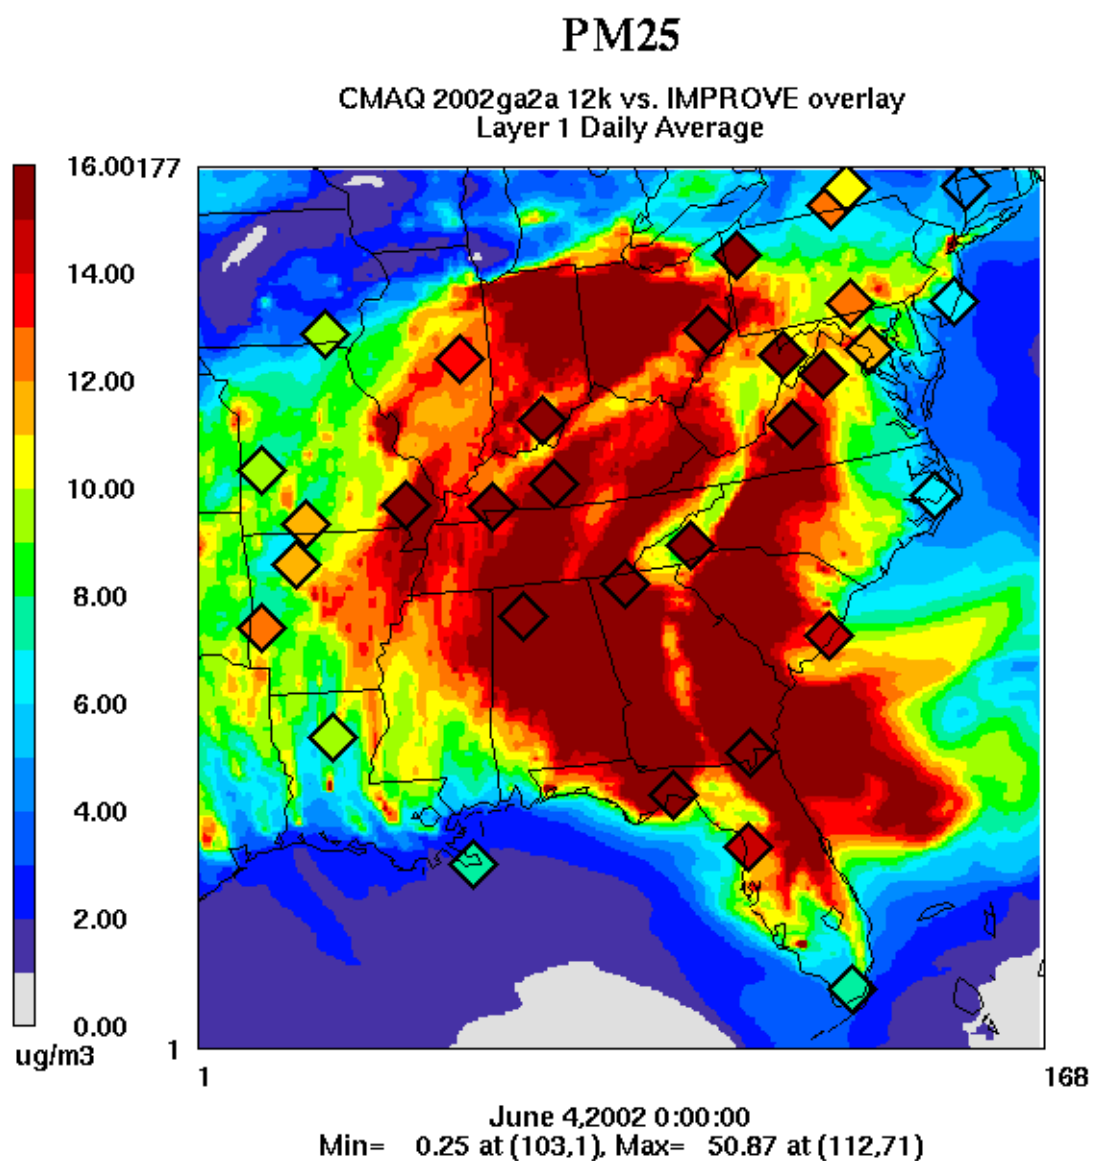 PM25
CMAQ 2002ga2a 12k vs. IMPROVE overlay
Layer 1 Daily Average
16.00
14.00
12.00
10.00
8.00
6.00
4.00
2.00
0.00
ug/m3
177
1
1
168
June 4,2002 0:00:00
Min= 0.25 at (103,1), Max= 50.87 at (112,71)